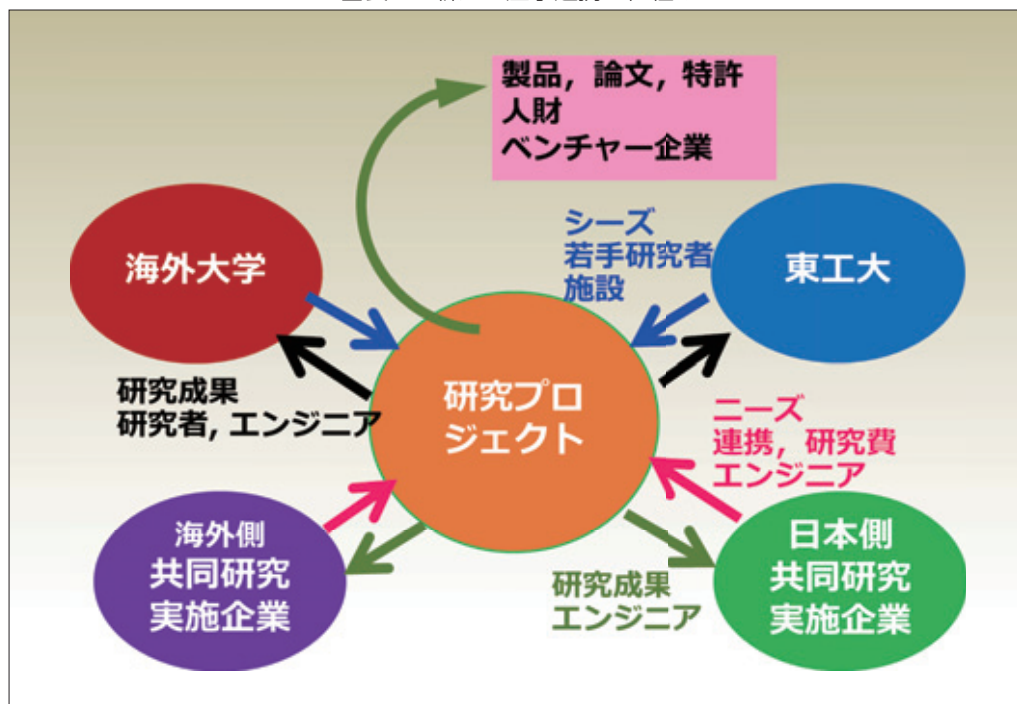 製品，論文，特許
人財
ベンチャー企業
海外大学
シーズ
若手研究者
施設
東工大
研究プロ
ジェクト
研究成果
研究者，エンジニア
ニーズ
連携，研究費
エンジニア
海外側
共同研究
実施企業
研究成果
エンジニア
日本側
共同研究
実施企業